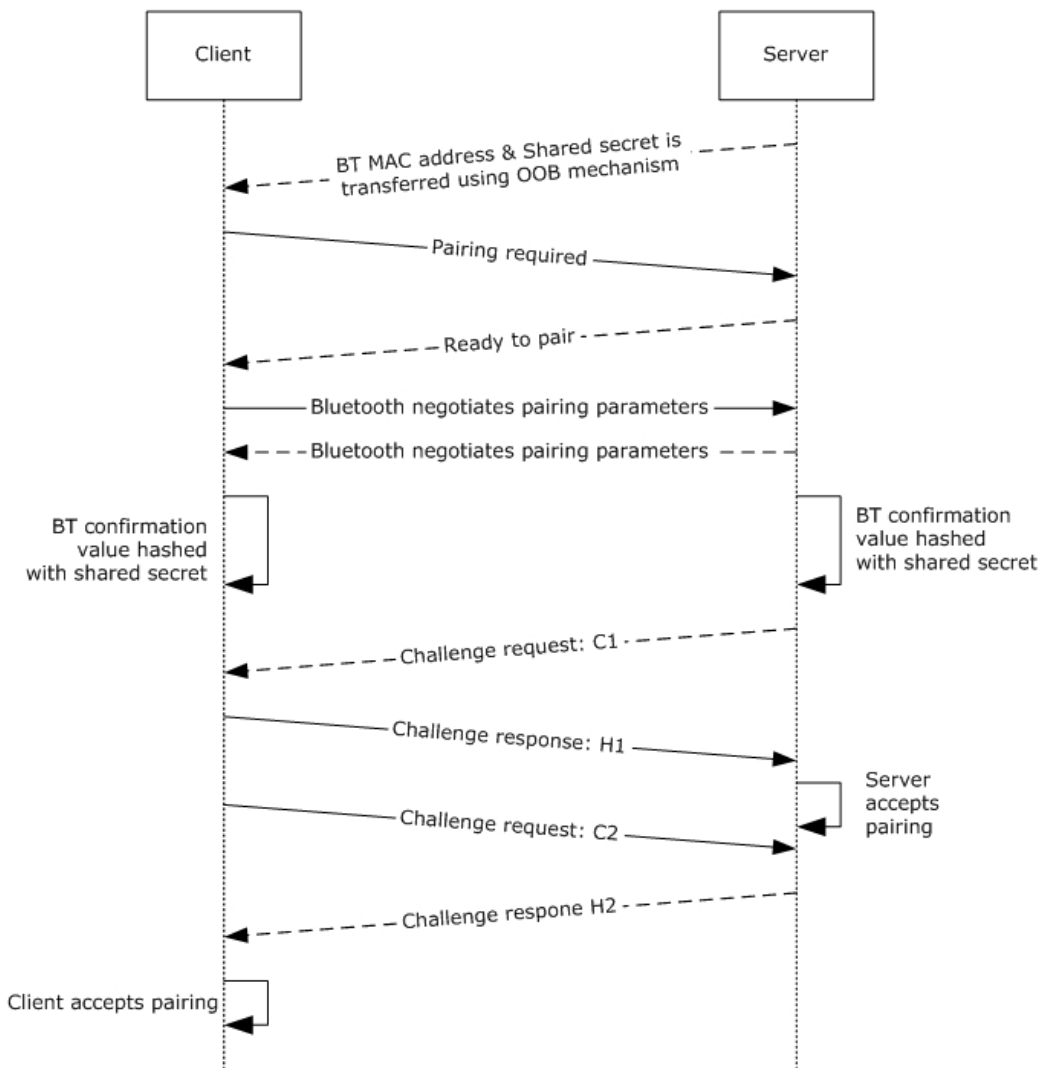 Client
Server
BT MAC address & Shared secret is
transferred using OOB mechanism
Pairing required
Ready to pair
Bluetooth negotiates pairing parameters
Bluetooth negotiates pairing parameters
BT confirmation
value hashed
with shared secret
BT confirmation
value hashed
with shared secret
Challenge request: C1
Challenge response: H1
Server
accepts
pairing
Challenge request: C2
Challenge respone H2
Client accepts pairing